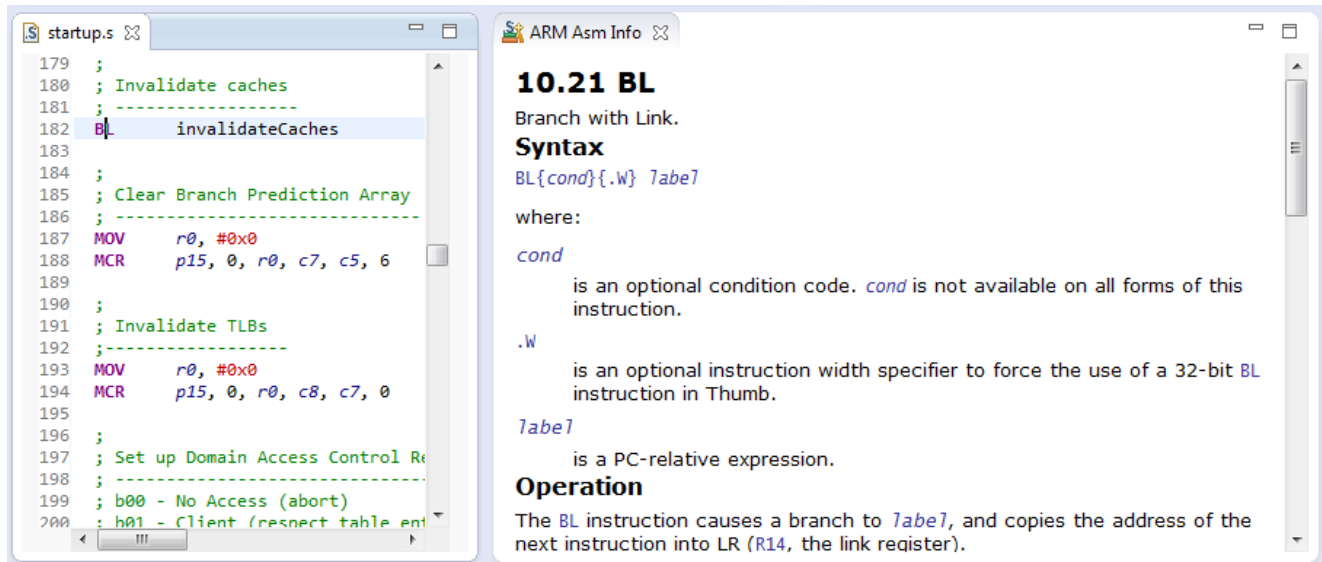 startup.s
179 ;
180 ; Invalidate caches
181 ; ------------------
182 BL invalidateCaches
183
184 ;
185 ; Clear Branch Prediction Array
186 ; ------------------------------
187 MOV r0, #0x0
188 MCR p15, 0, r0, c7, c5, 6
189
190 ;
191 ; Invalidate TLBs
192 ;------------------
193 MOV r0, #0x0
194 MCR p15, 0, r0, c8, c7, 0
195
196 ;
197 ; Set up Domain Access Control Re
198 ; -------------------------------
199 ; b00 - No Access (abort)
200 ; b01 - Client (respect table ent
ARM Asm Info
10.21 BL
Branch with Link.
Syntax
BL{cond}{.W} label
where:
cond
is an optional condition code. cond is not available on all forms of this
instruction.
.W
is an optional instruction width specifier to force the use of a 32-bit BL
instruction in Thumb.
label
is a PC-relative expression.
Operation
The BL instruction causes a branch to label, and copies the address of the
next instruction into LR (R14, the link register).